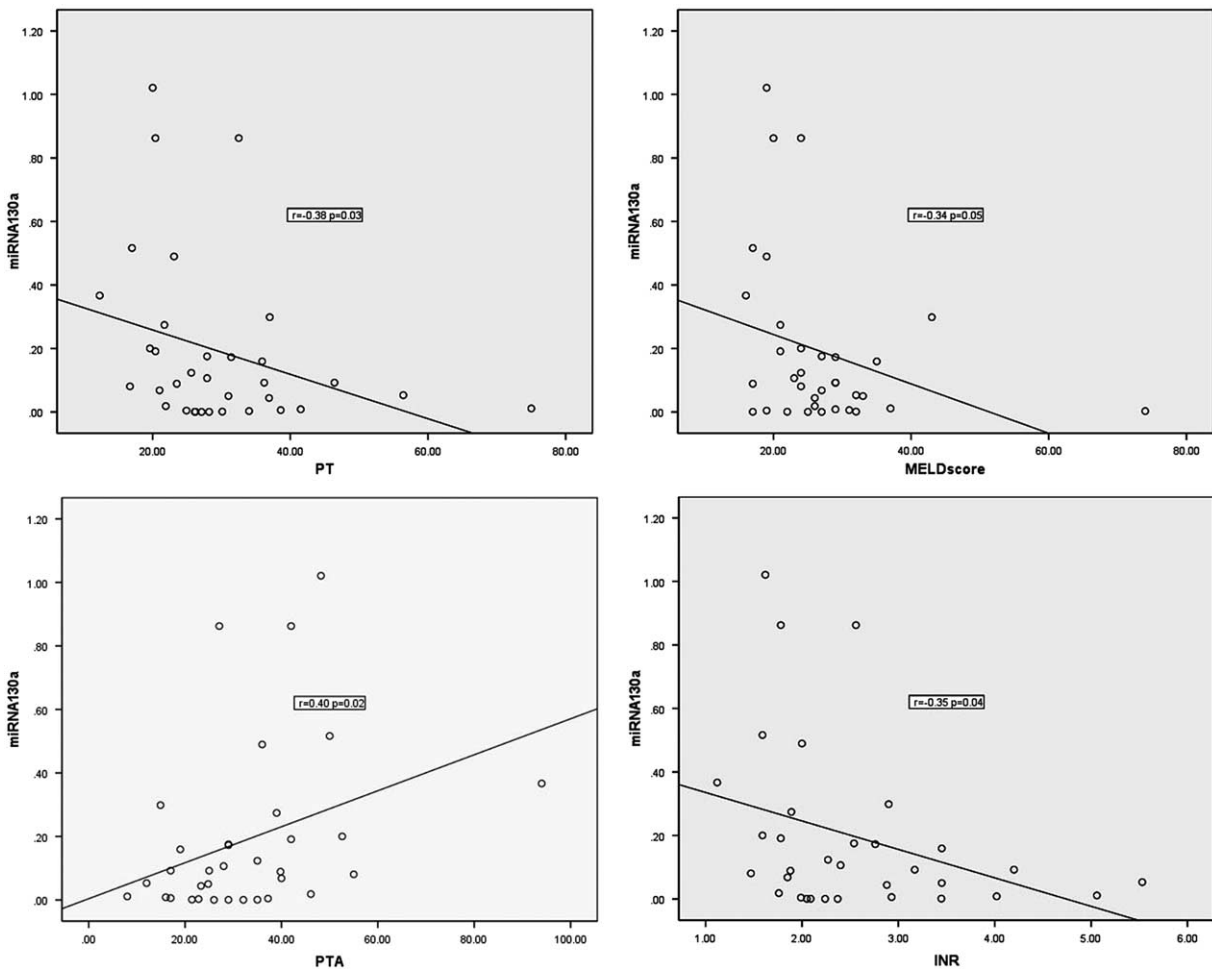 1.20
1.00
.80
.60
.40
.20
.00
miRNA130a
r=-0.38 p=0.03
20.00 40.00 60.00 80.00
PT
1.20
1.00
.80
.60
.40
.20
.00
miRNA130a
r=-0.34 p=0.05
20.00 40.00 60.00 80.00
MELDscore
1.20
1.00
.80
.60
.40
.20
.00
miRNA130a
r=0.40 p=0.02
.00 20.00 40.00 60.00 80.00 100.00
PTA
1.20
1.00
.80
.60
.40
.20
.00
miRNA130a
r=-0.35 p=0.04
1.00 2.00 3.00 4.00 5.00 6.00
INR